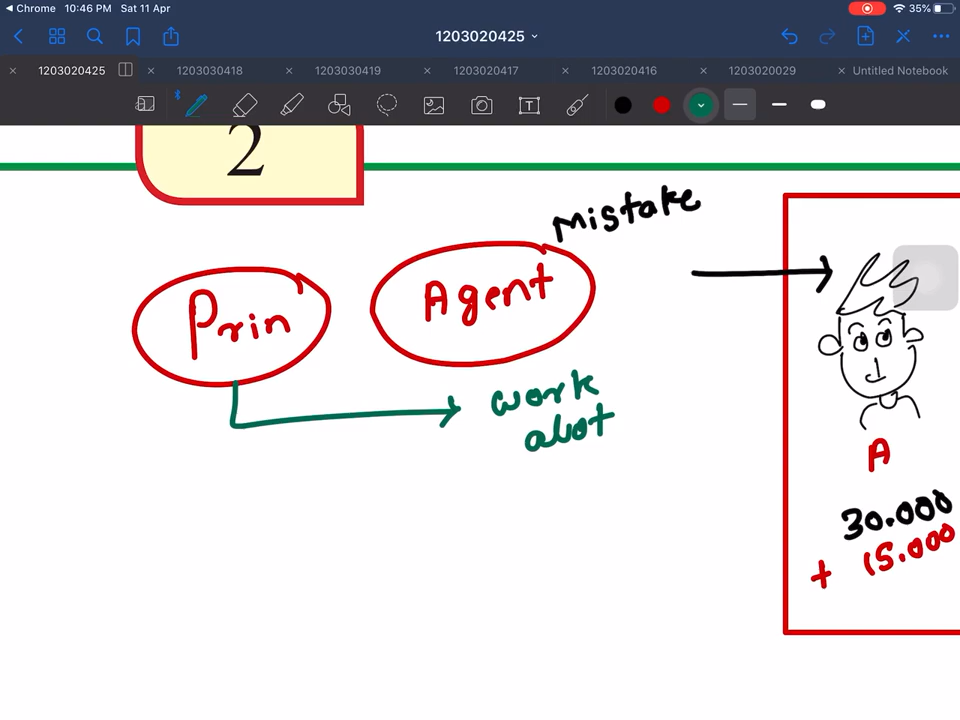 Chrome 10:46 PM Sat 11 Apr 35%
1203020425
1203020425 1203030418 1203030419 1203020417 1203020416 1203020029 Untitled Notebook
T
2
Mistake
Prin Agent
work
alot
A
30.000
+ 15.000